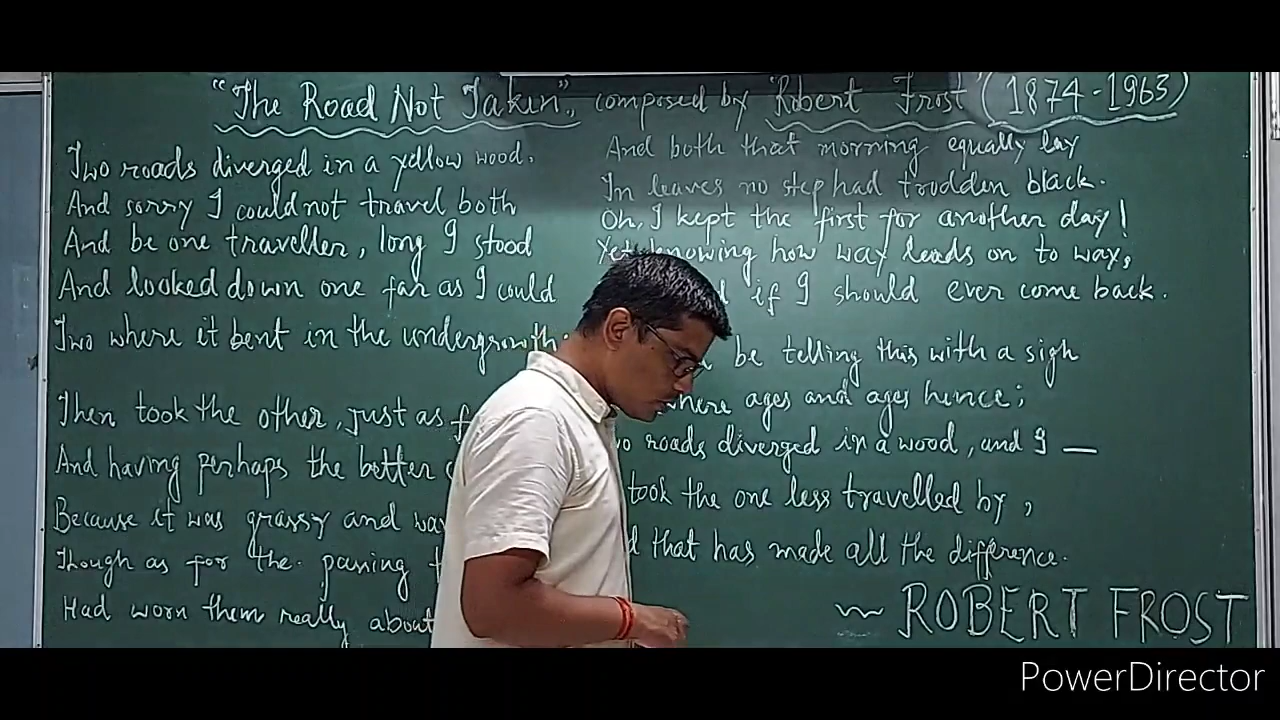 "The Road Not Taken", composed by "Robert Frost" (1874-1963)
Two roads diverged in a yellow wood,
And sorry I could not travel both
And be one traveller, long I stood
And looked down one far as I could
Two where it bent in the undergrowth;
Then took the other, just as f
And having perhaps the better c
Because it was grassy and wa
Though as for the passing t
Had worn them really about
And both that morning equally lay
In leaves no step had trodden black.
Oh, I kept the first for another day!
Yet knowing how way leads on to way,
if I should ever come back.
be telling this with a sigh
where ages and ages hence;
wo roads diverged in a wood, and I —
took the one less travelled by,
d that has made all the difference.
~ ROBERT FROST
PowerDirector